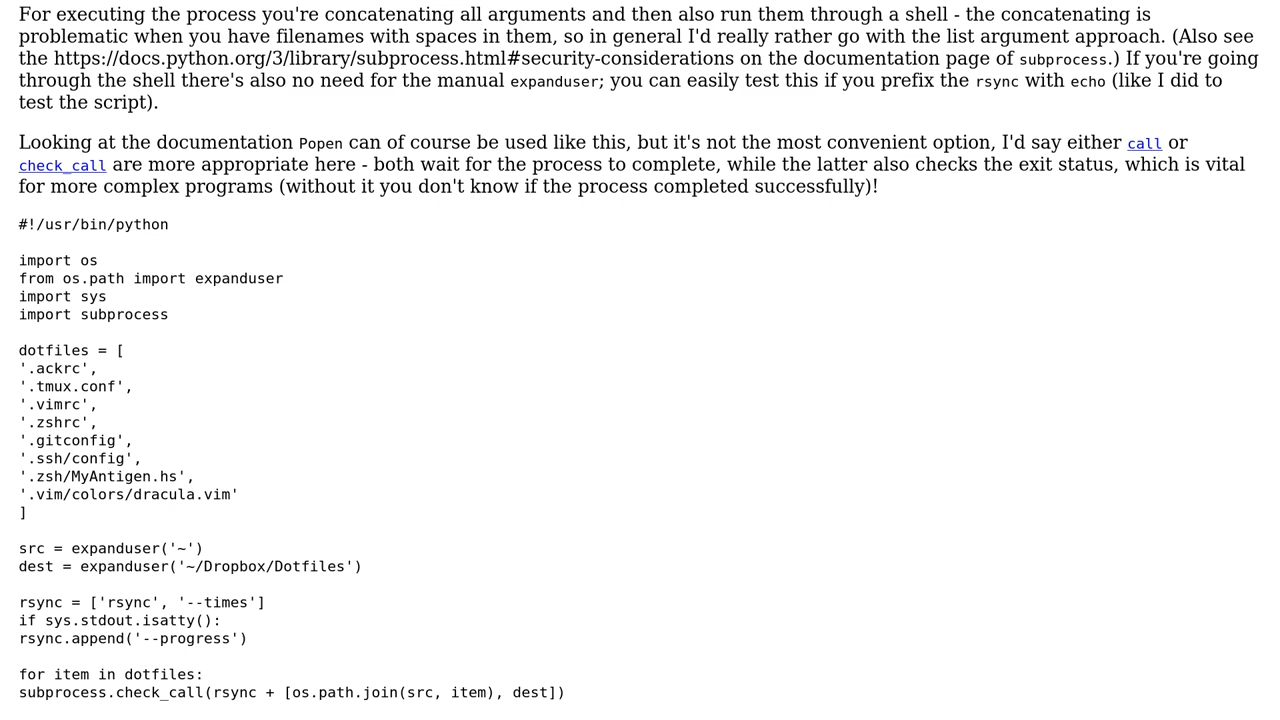 For executing the process you're concatenating all arguments and then also run them through a shell - the concatenating is
problematic when you have filenames with spaces in them, so in general I'd really rather go with the list argument approach. (Also see
the https://docs.python.org/3/library/subprocess.html#security-considerations on the documentation page of subprocess.) If you're going
through the shell there's also no need for the manual expanduser; you can easily test this if you prefix the rsync with echo (like I did to
test the script).
Looking at the documentation Popen can of course be used like this, but it's not the most convenient option, I'd say either call or
check_call are more appropriate here - both wait for the process to complete, while the latter also checks the exit status, which is vital
for more complex programs (without it you don't know if the process completed successfully)!
#!/usr/bin/python
import os
from os.path import expanduser
import sys
import subprocess
dotfiles = [
'.ackrc',
'.tmux.conf',
'.vimrc',
'.zshrc',
'.gitconfig',
'.ssh/config',
'.zsh/MyAntigen.hs',
'.vim/colors/dracula.vim'
]
src = expanduser('~')
dest = expanduser('~/Dropbox/Dotfiles')
rsync = ['rsync', '--times']
if sys.stdout.isatty():
rsync.append('--progress')
for item in dotfiles:
subprocess.check_call(rsync + [os.path.join(src, item), dest])